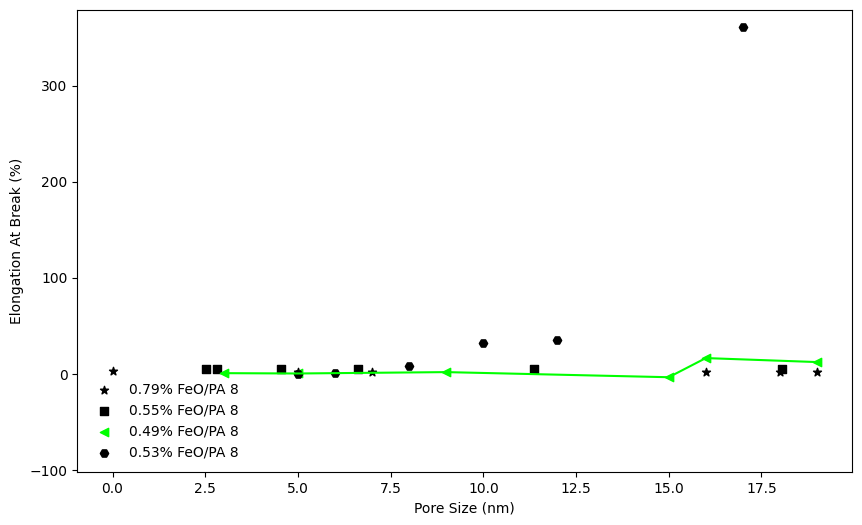 300
200
100
0
−100
Elongation At Break (%)
0.79% FeO/PA 8
0.55% FeO/PA 8
0.49% FeO/PA 8
0.53% FeO/PA 8
0.0 2.5 5.0 7.5 10.0 12.5 15.0 17.5
Pore Size (nm)